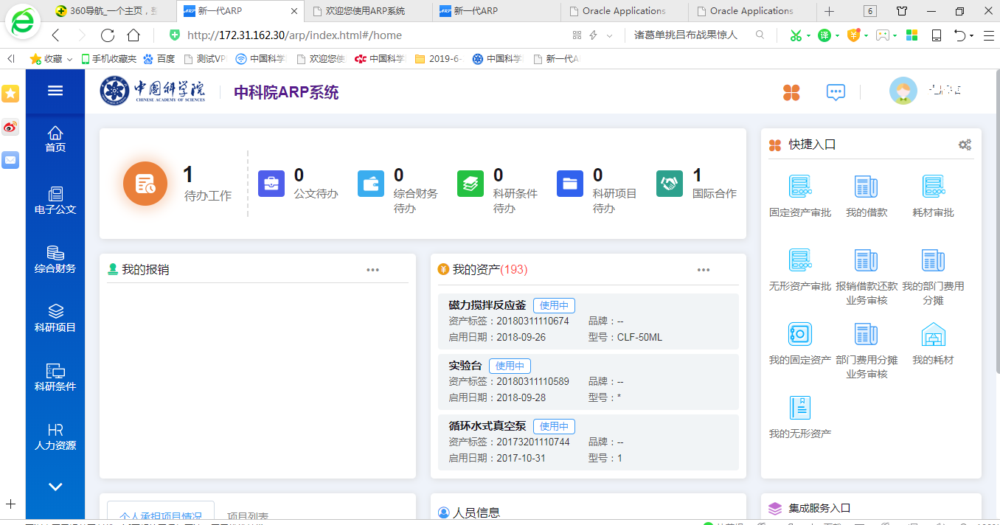 360导航_一个主页，
新一代ARP
欢迎您使用ARP系统
新一代ARP
Oracle Applications
Oracle Applications
6
http://172.31.162.30/arp/index.html#/home
诸葛单挑吕布战果惊人
译
收藏
手机收藏夹
百度
测试VP
中国科学
欢迎您使
中国科学
2019-6-
中国科学
新一代A
中国科学院
CHINESE ACADEMY OF SCIENCES
中科院ARP系统
首页
电子公文
综合财务
科研项目
科研条件
HR
人力资源
1
待办工作
0
公文待办
0
综合财务
待办
0
科研条件
待办
0
科研项目
待办
1
国际合作
我的报销
我的资产(193)
磁力搅拌反应釜 使用中
资产标签：20180311110674 品牌：--
启用日期：2018-09-26 型号：CLF-50ML
实验台 使用中
资产标签：20180311110589 品牌：--
启用日期：2018-09-28 型号：*
循环水式真空泵 使用中
资产标签：20173201110744 品牌：--
启用日期：2017-10-31 型号：1
快捷入口
固定资产审批 我的借款 耗材审批
无形资产审批 报销借款还款 我的部门费用
业务审核 分摊
我的固定资产 部门费用分摊 我的耗材
业务审核
我的无形资产
个人承担项目情况 项目列表
人员信息
集成服务入口